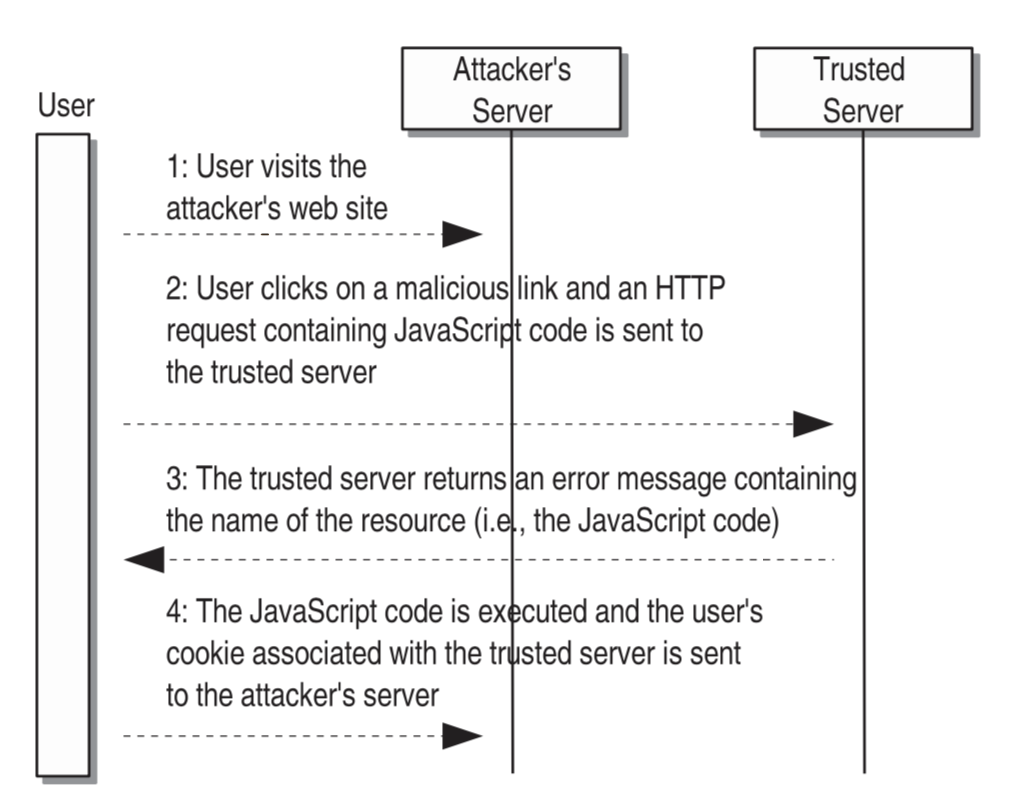 User
Attacker's
Server
Trusted
Server
1: User visits the
attacker's web site
2: User clicks on a malicious link and an HTTP
request containing JavaScript code is sent to
the trusted server
3: The trusted server returns an error message containing
the name of the resource (i.e., the JavaScript code)
4: The JavaScript code is executed and the user's
cookie associated with the trusted server is sent
to the attacker's server